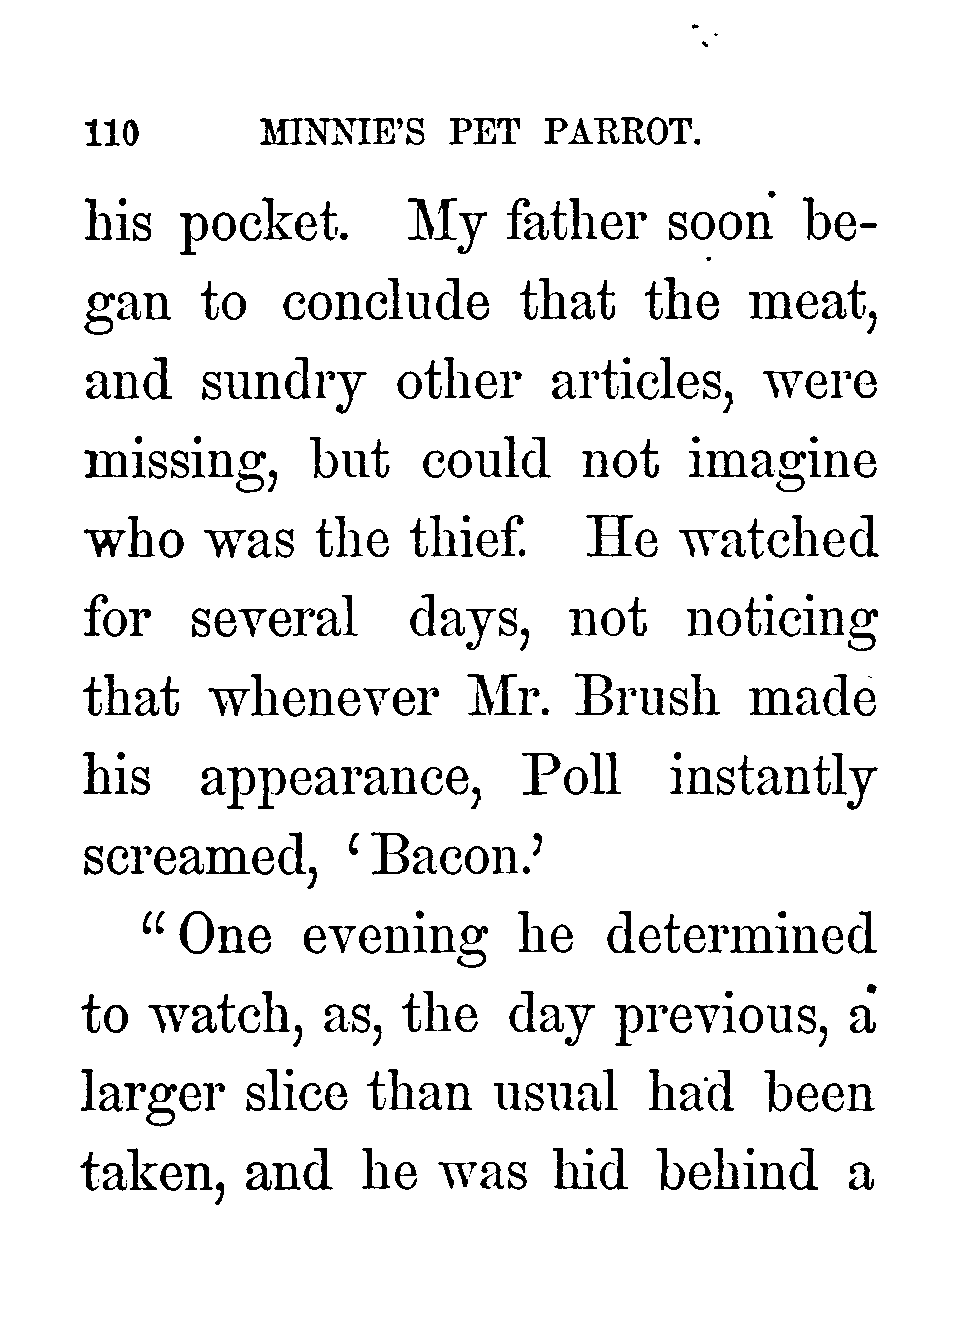 110 MINNIE'S PET PARROT.
his pocket. My father soon be-
gan to conclude that the meat,
and sundry other articles, were
missing, but could not imagine
who was the thief. He watched
for several days, not noticing
that whenever Mr. Brush made
his appearance, Poll instantly
screamed, ‘Bacon.’
“One evening he determined
to watch, as, the day previous, a
larger slice than usual had been
taken, and he was hid behind a